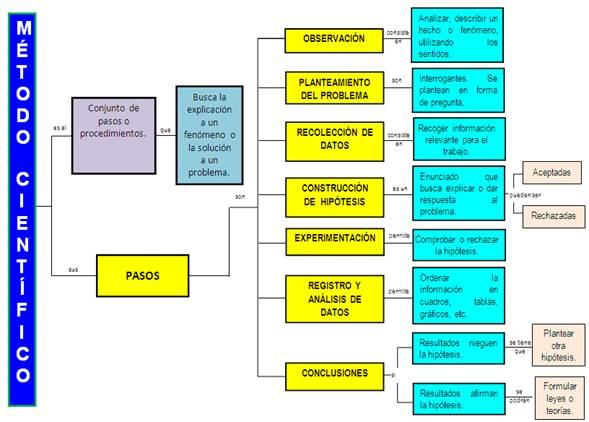 MÉTODO CIENTÍFICO
es el
Conjunto de
pasos o
procedimientos.
que
Busca la
explicación
a un
fenómeno o
la solución
a un
problema.
sus
PASOS
son
OBSERVACIÓN
consiste
en
Analizar, describir un
hecho o fenómeno,
utilizando los
sentidos.
PLANTEAMIENTO
DEL PROBLEMA
son
Interrogantes. Se
plantean en forma
de pregunta.
RECOLECCIÓN DE
DATOS
consiste
en
Recoger información
relevante para el
trabajo.
CONSTRUCCIÓN
DE HIPÓTESIS
es un
Enunciado que
busca explicar o dar
respuesta al
problema.
pueden ser
Aceptadas
Rechazadas
EXPERIMENTACIÓN
permite
Comprobar o rechazar
la hipótesis.
REGISTRO Y
ANÁLISIS DE
DATOS
permite
Ordenar la
información en
cuadros, tablas,
gráficos, etc.
CONCLUSIONES
si
Resultados nieguen
la hipótesis.
se tiene
que
Plantear
otra
hipótesis.
Resultados afirman
la hipótesis.
se
podrán
Formular
leyes o
teorías.